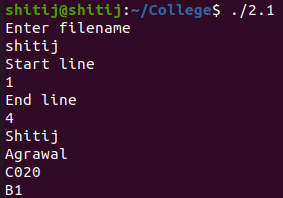 shitij@shitij:~/College$ ./2.1
Enter filename
shitij
Start line
1
End line
4
Shitij
Agrawal
C020
B1